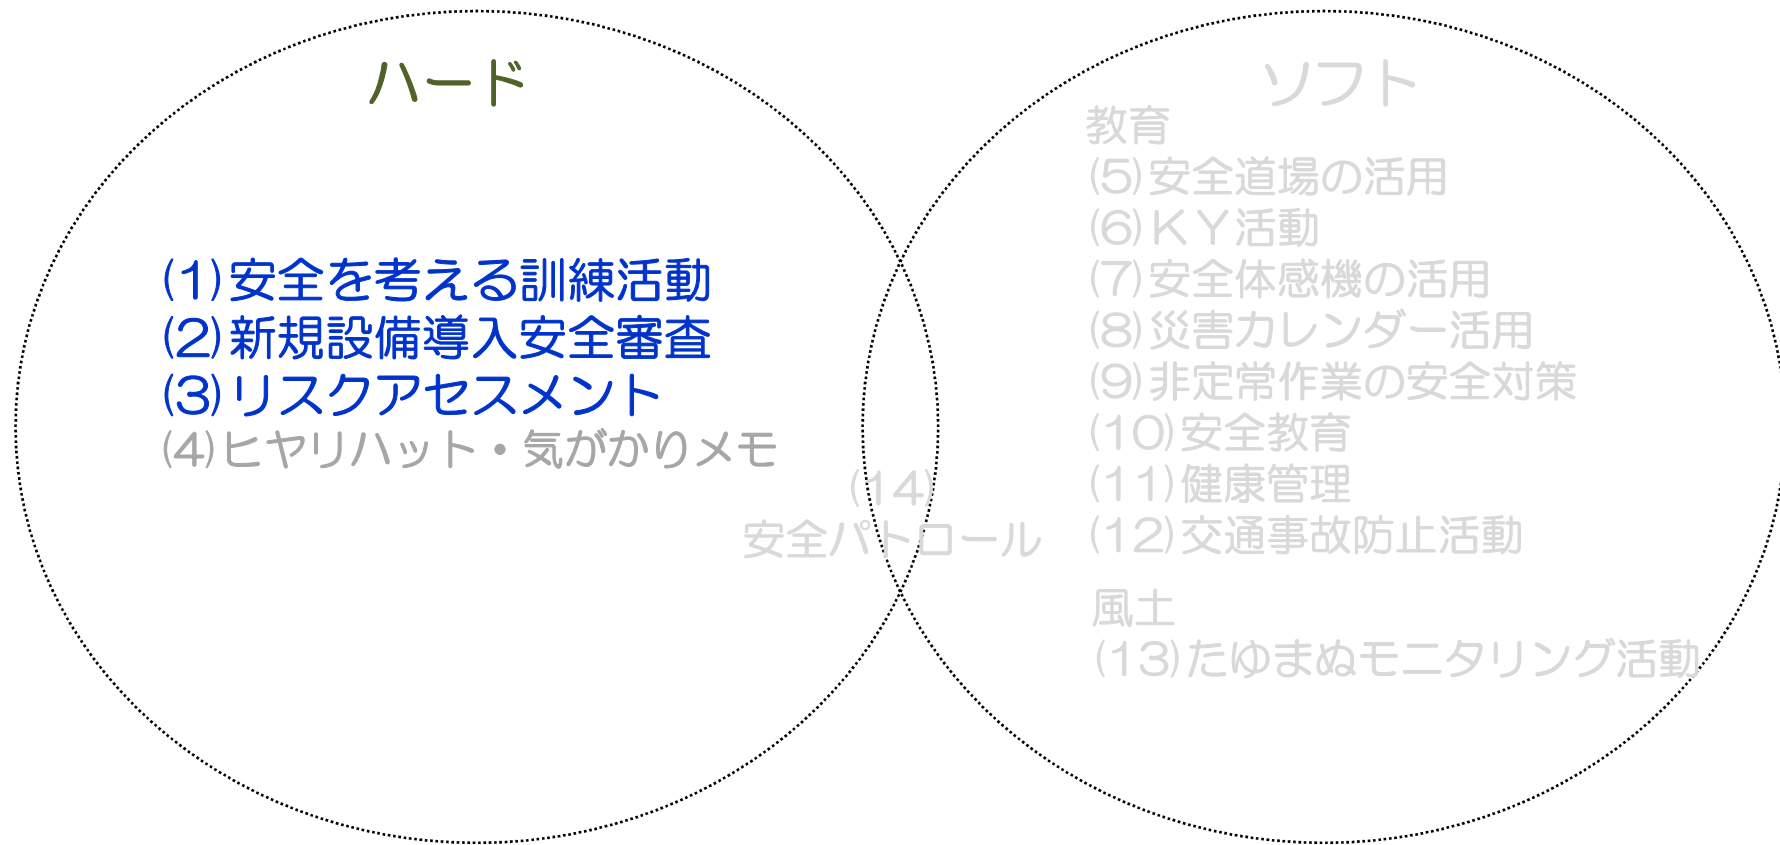 ハード
(1)安全を考える訓練活動
(2)新規設備導入安全審査
(3)リスクアセスメント
(4)ヒヤリハット・気がかりメモ
(14)
安全パトロール
ソフト
教育
(5)安全道場の活用
(6)KY活動
(7)安全体感機の活用
(8)災害カレンダー活用
(9)非定常作業の安全対策
(10)安全教育
(11)健康管理
(12)交通事故防止活動
風土
(13)たゆまぬモニタリング活動